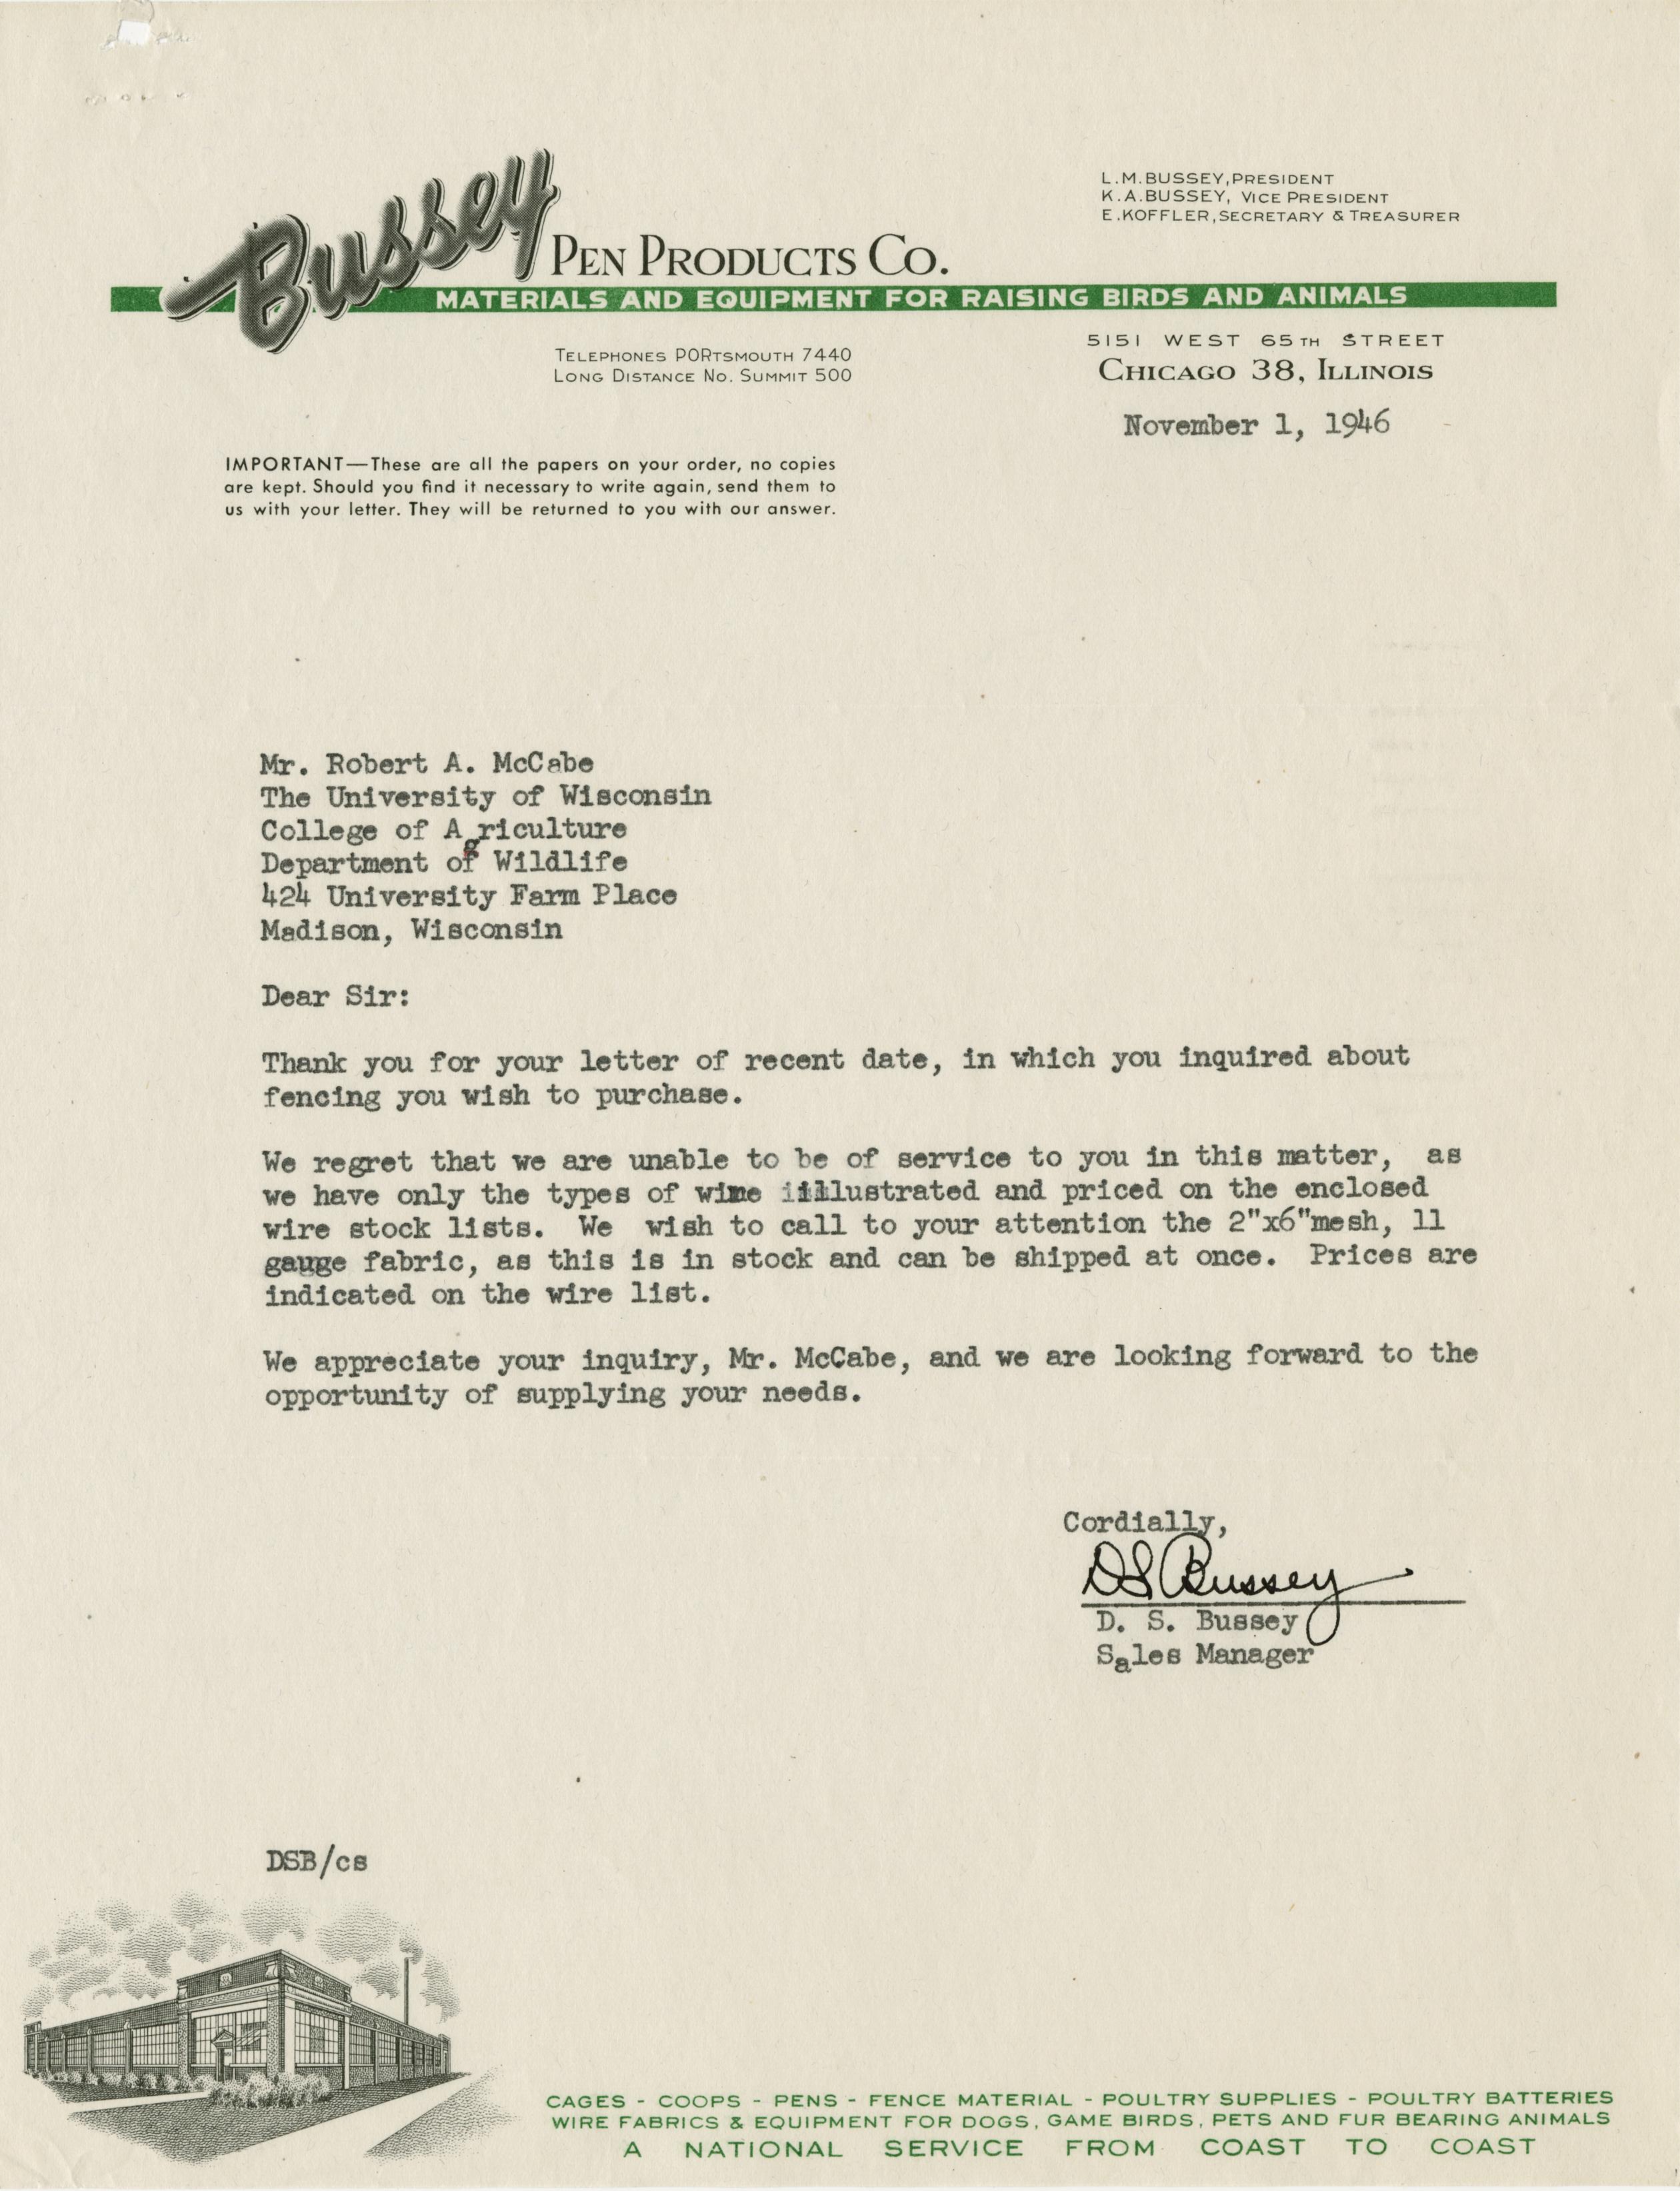 L.M.BUSSEY, PRESIDENT
K.A.BUSSEY, VICE PRESIDENT
E.KOFFLER, SECRETARY & TREASURER
Bussey PEN PRODUCTS CO.
MATERIALS AND EQUIPMENT FOR RAISING BIRDS AND ANIMALS
TELEPHONES PORTSMOUTH 7440
LONG DISTANCE NO. SUMMIT 500
5151 WEST 65TH STREET
CHICAGO 38, ILLINOIS
November 1, 1946
IMPORTANT—These are all the papers on your order, no copies
are kept. Should you find it necessary to write again, send them to
us with your letter. They will be returned to you with our answer.
Mr. Robert A. McCabe
The University of Wisconsin
College of Agriculture
Department of Wildlife
424 University Farm Place
Madison, Wisconsin
Dear Sir:
Thank you for your letter of recent date, in which you inquired about
fencing you wish to purchase.
We regret that we are unable to be of service to you in this matter, as
we have only the types of wire illustrated and priced on the enclosed
wire stock lists. We wish to call to your attention the 2"x6"mesh, 11
gauge fabric, as this is in stock and can be shipped at once. Prices are
indicated on the wire list.
We appreciate your inquiry, Mr. McCabe, and we are looking forward to the
opportunity of supplying your needs.
Cordially,
DS Bussey
D. S. Bussey
Sales Manager
DSB/cs
CAGES - COOPS - PENS - FENCE MATERIAL - POULTRY SUPPLIES - POULTRY BATTERIES
WIRE FABRICS & EQUIPMENT FOR DOGS, GAME BIRDS, PETS AND FUR BEARING ANIMALS
A NATIONAL SERVICE FROM COAST TO COAST